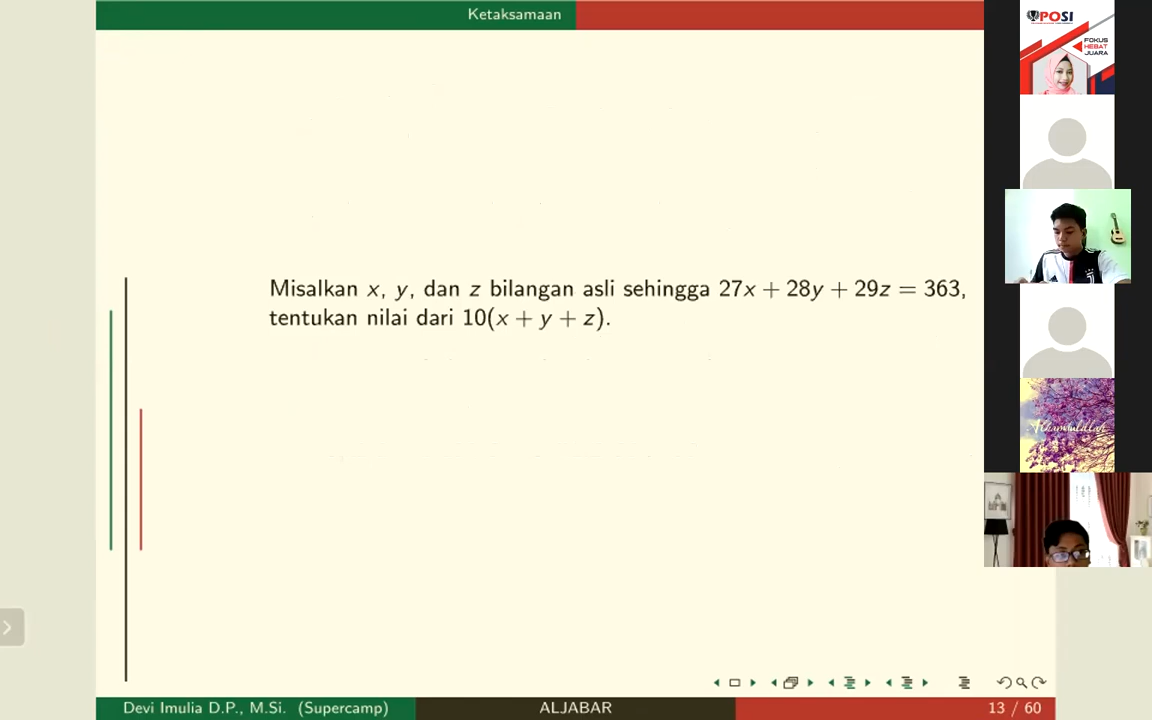 Ketaksamaan
POSI
FOKUS
HEBAT
JUARA
Misalkan x, y, dan z bilangan asli sehingga 27x + 28y + 29z = 363,
tentukan nilai dari 10(x + y + z).
Alhamdulillah
Devi Imulia D.P., M.Si. (Supercamp)
ALJABAR
13 / 60